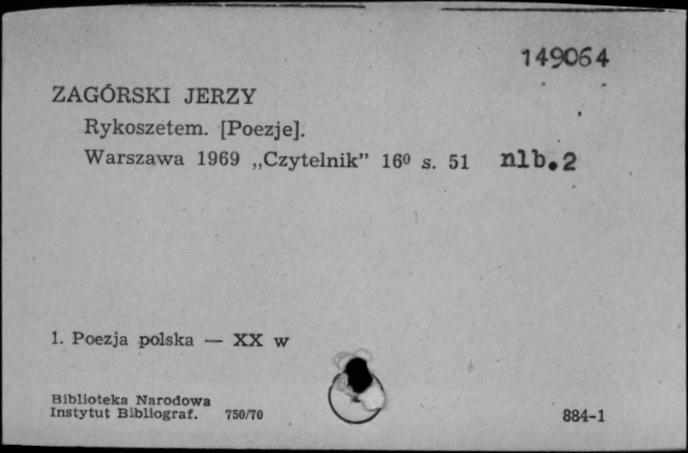 149064
ZAGÓRSKI JERZY
Rykoszetem. [Poezje].
Warszawa 1969 „Czytelnik” 16⁰ s. 51 nlb.2
1. Poezja polska — XX w
Biblioteka Narodowa
Instytut Bibliograf. 750/70
884-1